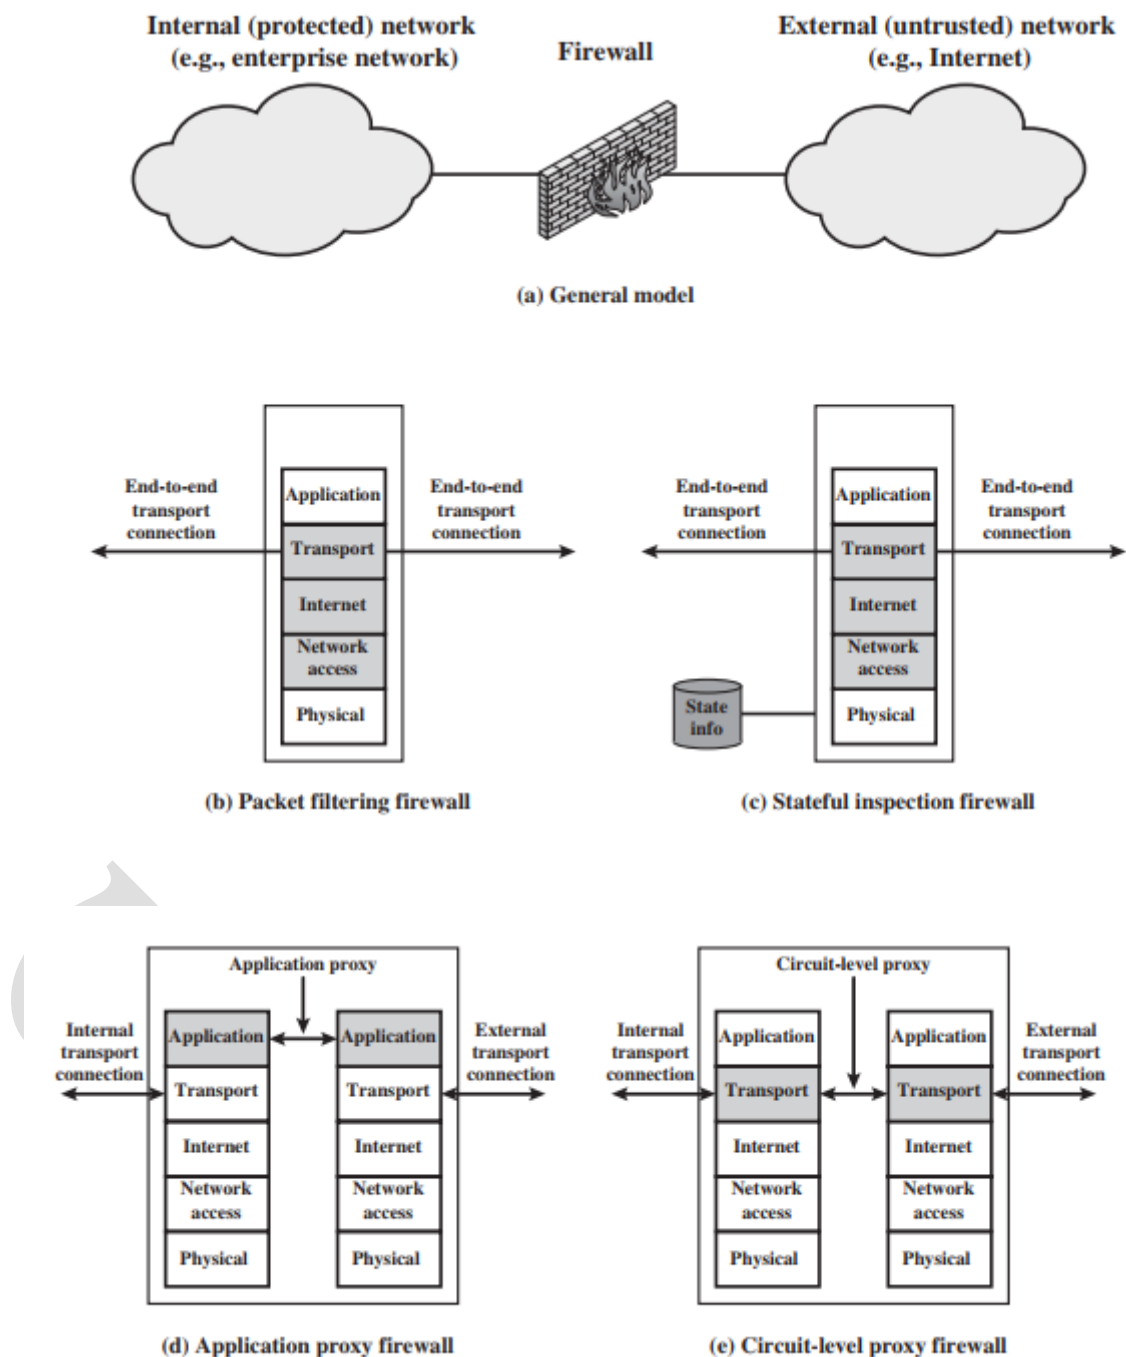 Internal (protected) network
(e.g., enterprise network)
Firewall
External (untrusted) network
(e.g., Internet)
(a) General model
End-to-end
transport
connection
Application
Transport
Internet
Network
access
Physical
End-to-end
transport
connection
(b) Packet filtering firewall
End-to-end
transport
connection
Application
Transport
Internet
Network
access
Physical
End-to-end
transport
connection
State
info
(c) Stateful inspection firewall
Application proxy
Internal
transport
connection
Application
Transport
Internet
Network
access
Physical
Application
Transport
Internet
Network
access
Physical
External
transport
connection
(d) Application proxy firewall
Circuit-level proxy
Internal
transport
connection
Application
Transport
Internet
Network
access
Physical
Application
Transport
Internet
Network
access
Physical
External
transport
connection
(e) Circuit-level proxy firewall